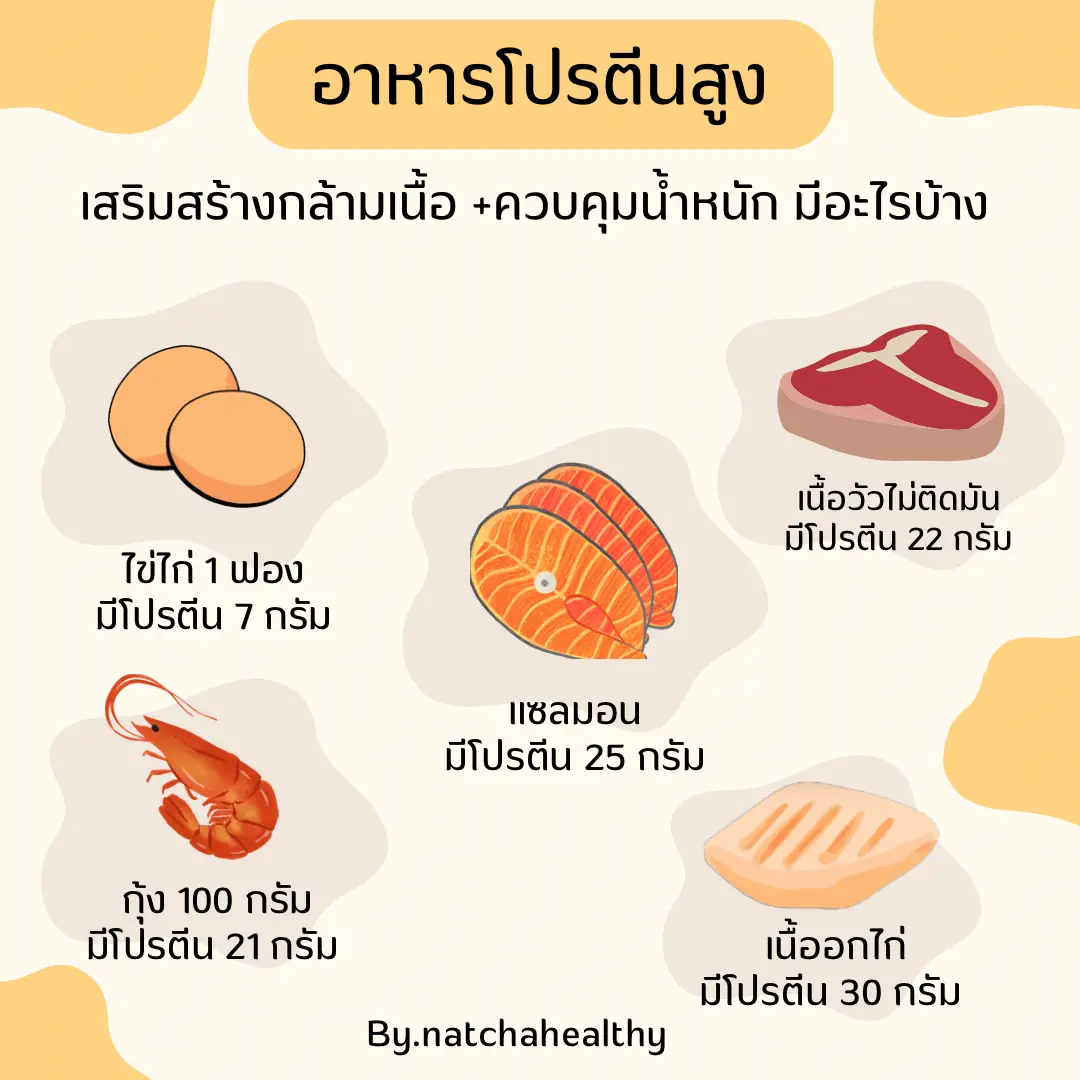 อาหารโปรตีนสูง
เสริมสร้างกล้ามเนื้อ +ควบคุมน้ำหนัก มีอะไรบ้าง
ไข่ไก่ 1 ฟอง
มีโปรตีน 7 กรัม
เนื้อวัวไม่ติดมัน
มีโปรตีน 22 กรัม
แซลมอน
มีโปรตีน 25 กรัม
กุ้ง 100 กรัม
มีโปรตีน 21 กรัม
เนื้ออกไก่
มีโปรตีน 30 กรัม
By.natchahealthy